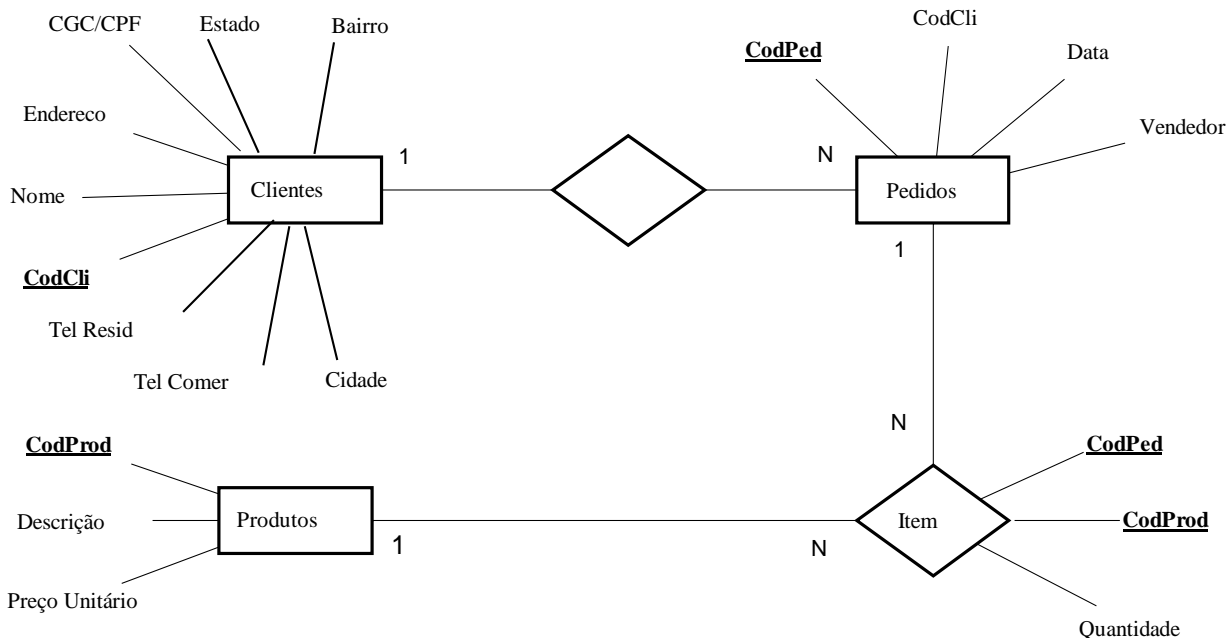 CGC/CPF
Estado
Bairro
CodCli
CodPed
Data
Endereco
Vendedor
1
N
Nome
Clientes
Pedidos
CodCli
1
Tel Resid
Tel Comer
Cidade
N
CodProd
CodPed
Descrição
Produtos
Item
CodProd
1
N
Preço Unitário
Quantidade